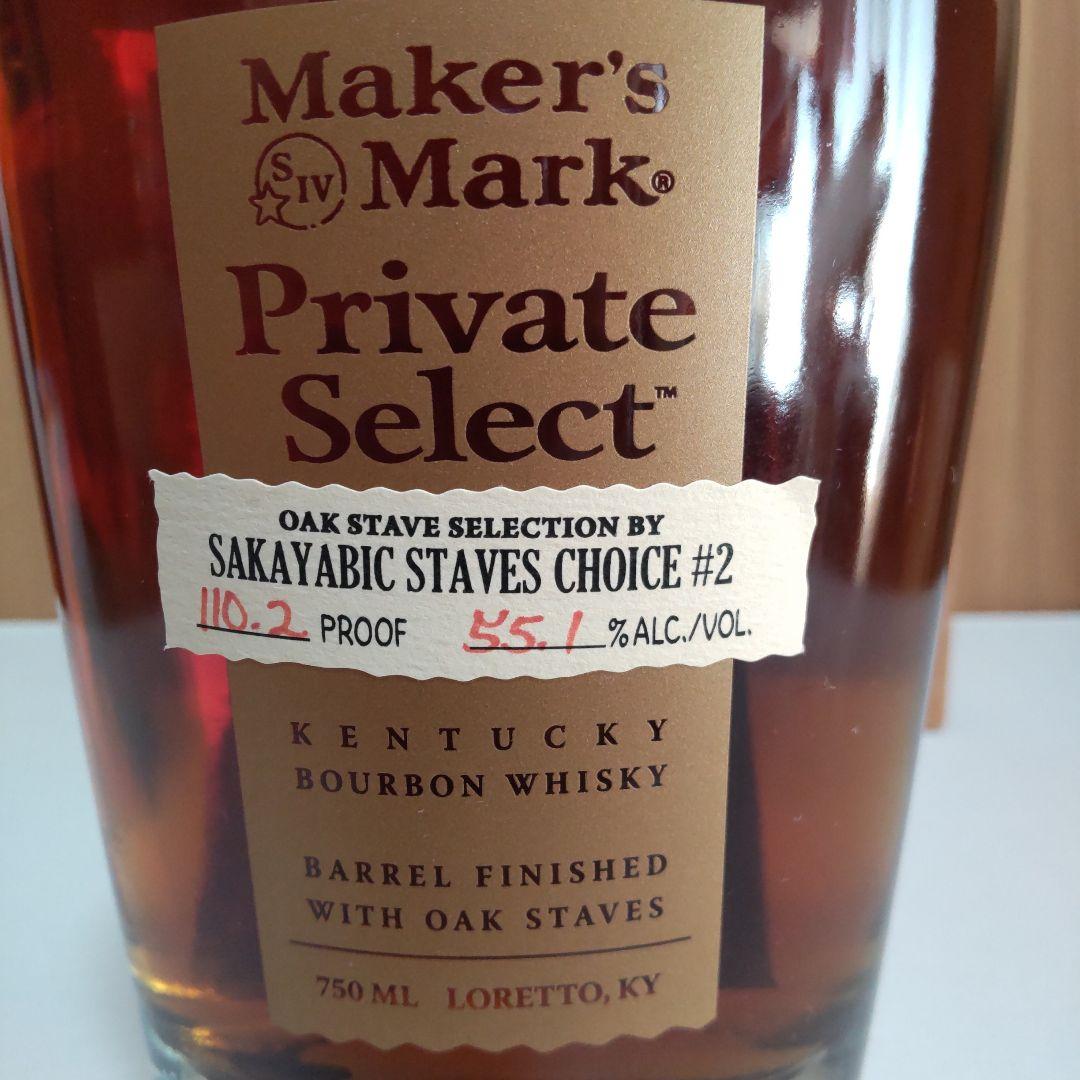 Maker's
S IV Mark®
Private
Select™
OAK STAVE SELECTION BY
SAKAYABIC STAVES CHOICE #2
110.2 PROOF 55.1 % ALC./VOL.
KENTUCKY
BOURBON WHISKY
BARREL FINISHED
WITH OAK STAVES
750 ML LORETTO, KY